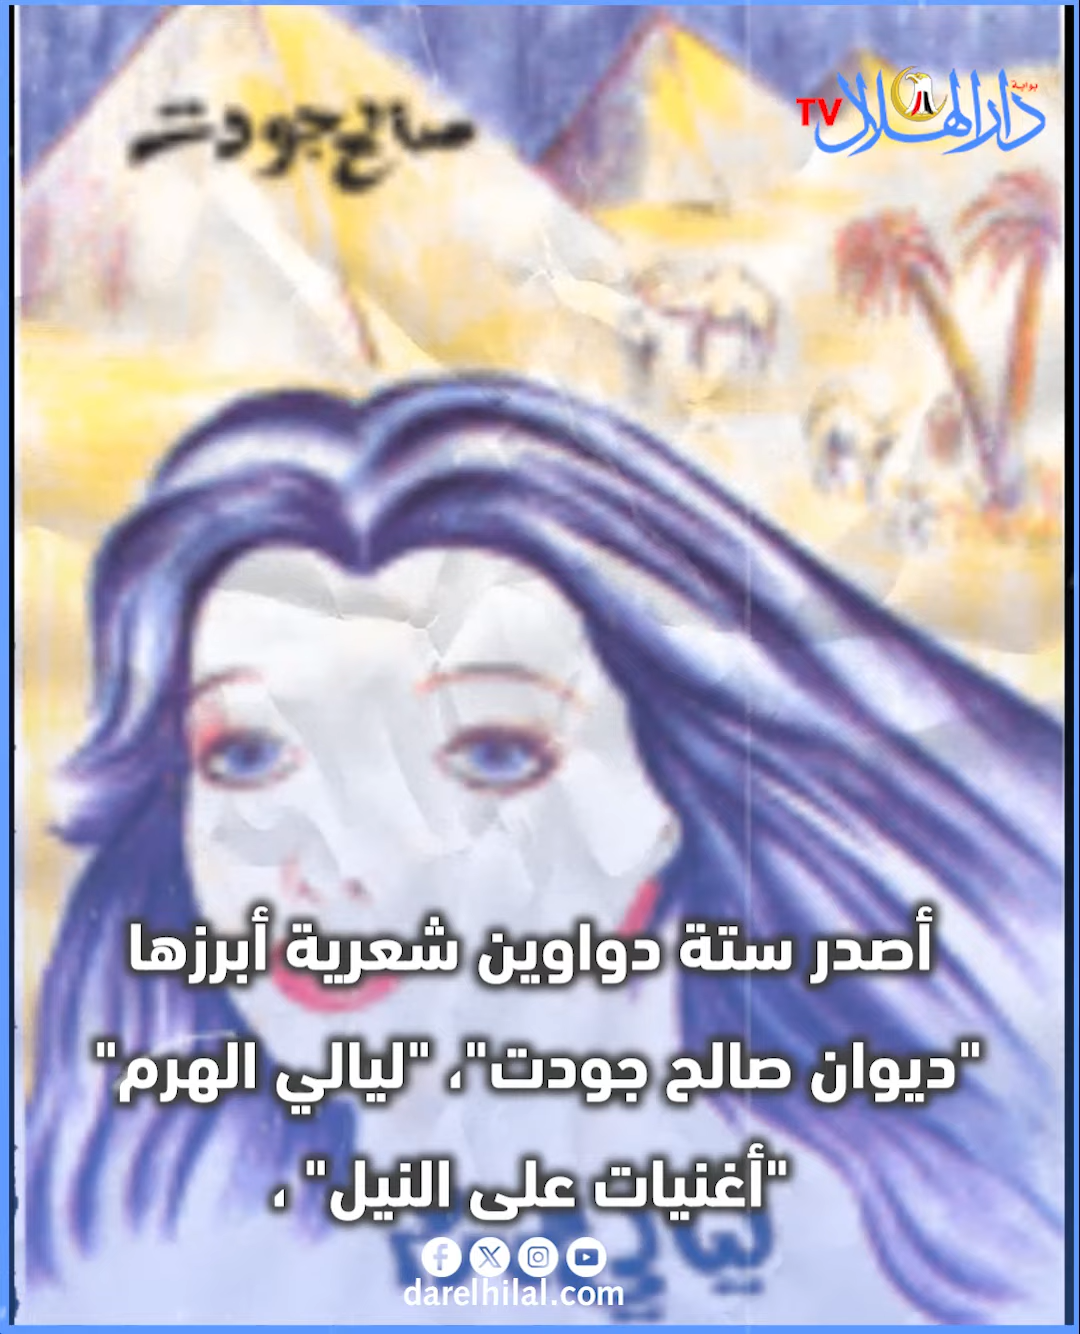 بوابة
دار الهلال TV
صالح جودت
أصدر ستة دواوين شعرية أبرزها
"ديوان صالح جودت"، "ليالي الهرم"
"أغنيات على النيل" ،
ليالي
darelhilal.com